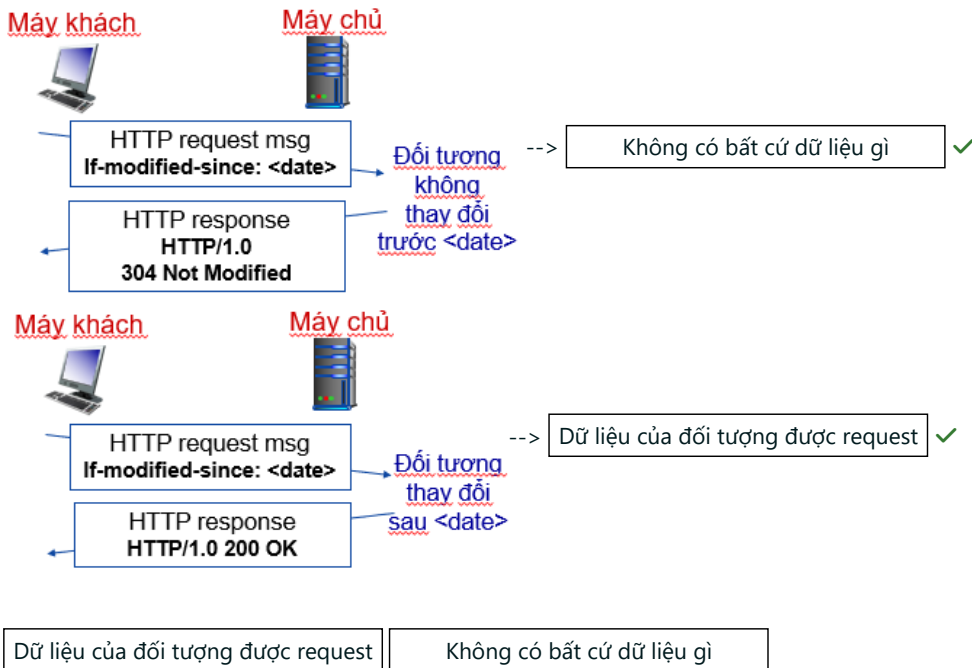 Máy khách
Máy chủ
HTTP request msg
If-modified-since: <date>
Đối tương
không
thay đổi
trước <date>
--> Không có bất cứ dữ liệu gì ✓
HTTP response
HTTP/1.0
304 Not Modified
Máy khách
Máy chủ
HTTP request msg
If-modified-since: <date>
Đối tương
thay đổi
sau <date>
--> Dữ liệu của đối tượng được request ✓
HTTP response
HTTP/1.0 200 OK
Dữ liệu của đối tượng được request
Không có bất cứ dữ liệu gì